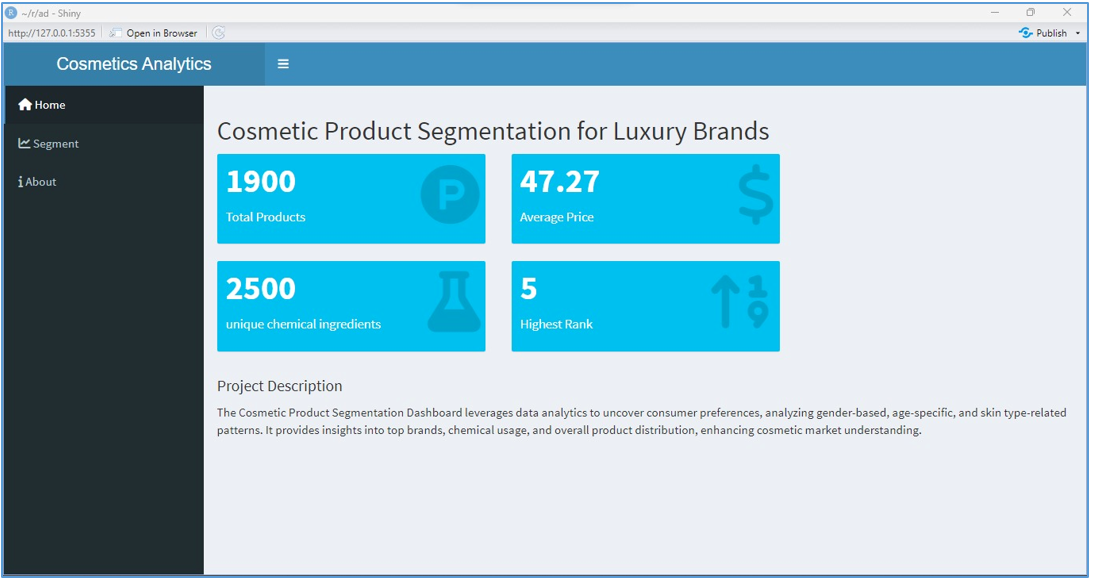 ~/r/ad - Shiny
http://127.0.0.1:5355 Open in Browser Publish
Cosmetics Analytics
Home
Segment
About
Cosmetic Product Segmentation for Luxury Brands
1900
Total Products
47.27
Average Price
2500
unique chemical ingredients
5
Highest Rank
Project Description
The Cosmetic Product Segmentation Dashboard leverages data analytics to uncover consumer preferences, analyzing gender-based, age-specific, and skin type-related
patterns. It provides insights into top brands, chemical usage, and overall product distribution, enhancing cosmetic market understanding.